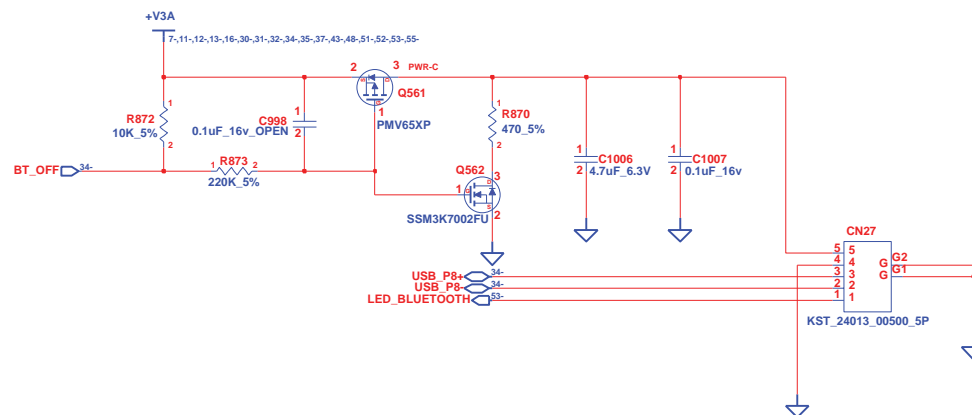 +V3A
7-,11-,12-,13-,16-,30-,31-,32-,34-,35-,37-,43-,48-,51-,52-,53-,55-
2
3
PWR-C
S
D
G
Q561
1
PMV65XP
1
R872
10K_5%
2
1
C998
0.1uF_16v_OPEN
2
1
R870
470_5%
2
BT_OFF
34-
1
R873
2
220K_5%
Q562
3
D
1
G
S
2
SSM3K7002FU
1
C1006
2
4.7uF_6.3V
1
C1007
2
0.1uF_16v
CN27
5
5
4
4
G
G2
USB_P8+
34-
3
3
G
G1
USB_P8-
34-
2
2
LED_BLUETOOTH
53-
1
1
KST_24013_00500_5P